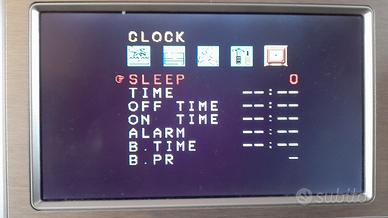 CLOCK
SLEEP 0
TIME --:--
OFF TIME --:--
ON TIME --:--
ALARM --:--
B.TIME --:--
B.PR -
subito